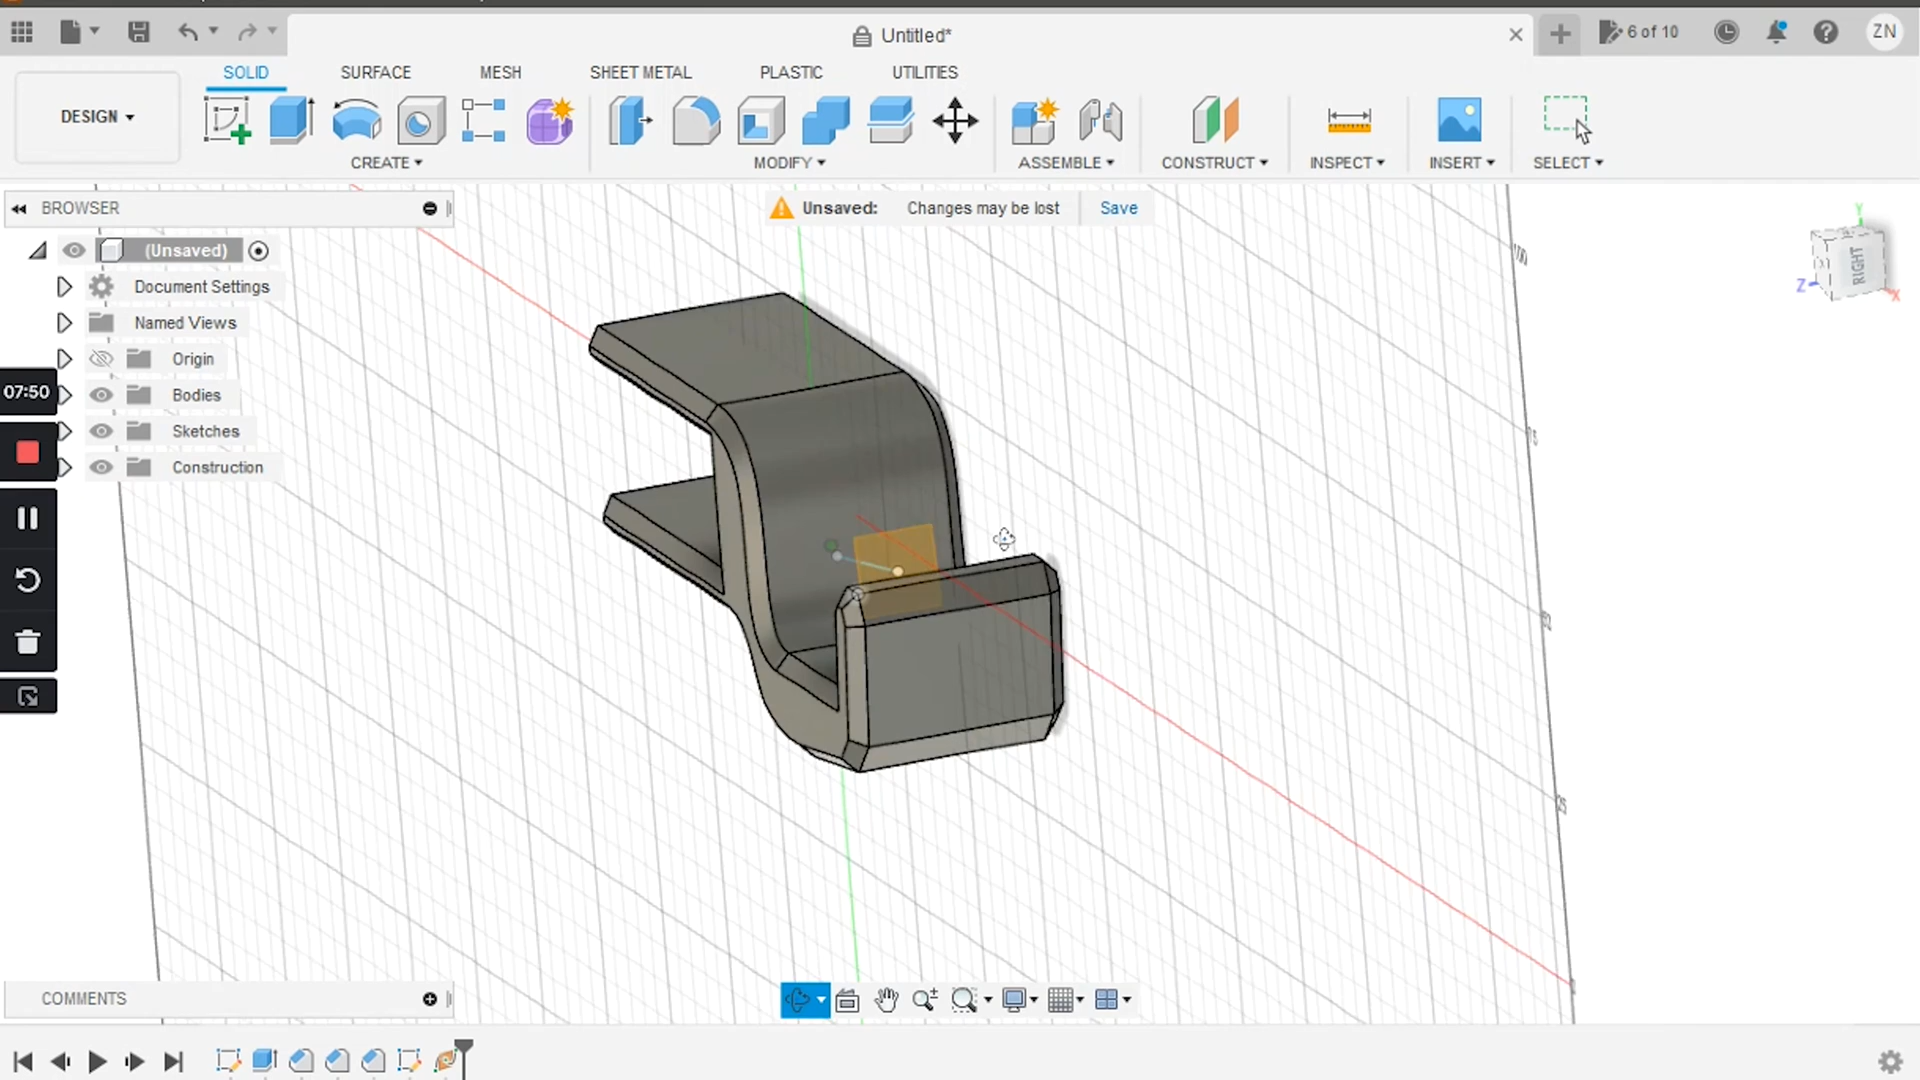 Untitled*
6 of 10
ZN
DESIGN
SOLID
SURFACE
MESH
SHEET METAL
PLASTIC
UTILITIES
CREATE
MODIFY
ASSEMBLE
CONSTRUCT
INSPECT
INSERT
SELECT
BROWSER
Unsaved: Changes may be lost Save
(Unsaved)
Document Settings
Named Views
Origin
Bodies
Sketches
Construction
07:50
Y
RIGHT
Z
X
100
25
COMMENTS